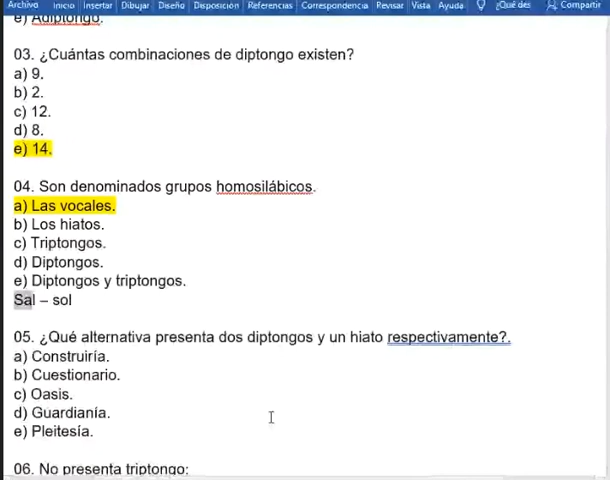 Archivo Inicio Insertar Dibujar Diseño Disposición Referencias Correspondencia Revisar Vista Ayuda ¿Qué des Compartir
e) Adiptongo.
03. ¿Cuántas combinaciones de diptongo existen?
a) 9.
b) 2.
c) 12.
d) 8.
e) 14.
04. Son denominados grupos homosilábicos.
a) Las vocales.
b) Los hiatos.
c) Triptongos.
d) Diptongos.
e) Diptongos y triptongos.
Sal – sol
05. ¿Qué alternativa presenta dos diptongos y un hiato respectivamente?.
a) Construiría.
b) Cuestionario.
c) Oasis.
d) Guardianía.
e) Pleitesía.
06. No presenta triptongo: